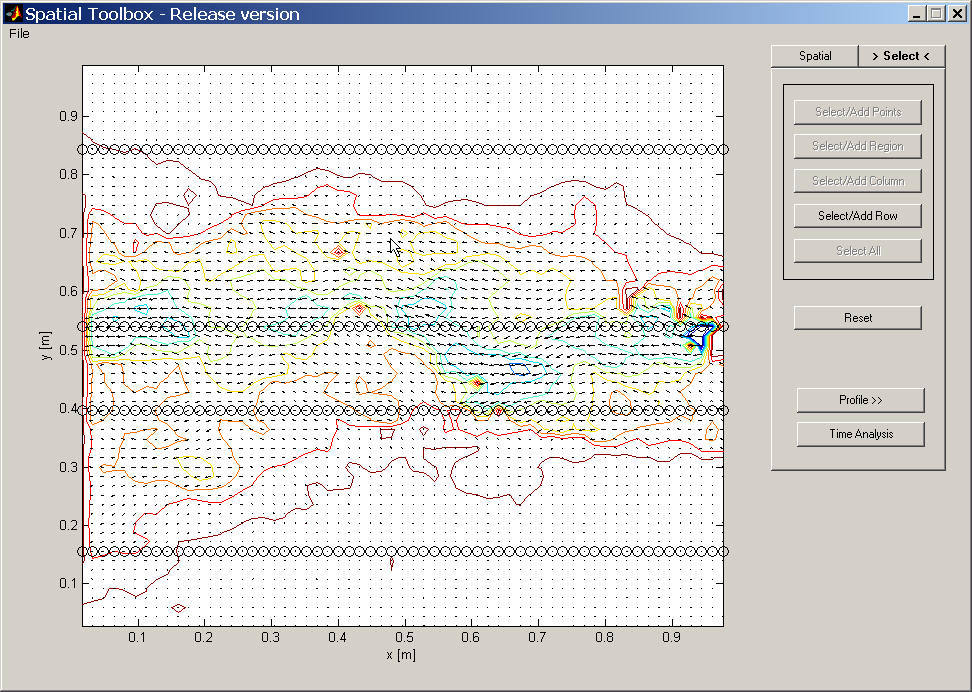 Spatial Toolbox - Release version
File
Spatial
> Select <
Select/Add Points
Select/Add Region
Select/Add Column
Select/Add Row
Select All
Reset
Profile >>
Time Analysis
0.9
0.8
0.7
0.6
0.5
0.4
0.3
0.2
0.1
y [m]
0.1 0.2 0.3 0.4 0.5 0.6 0.7 0.8 0.9
x [m]